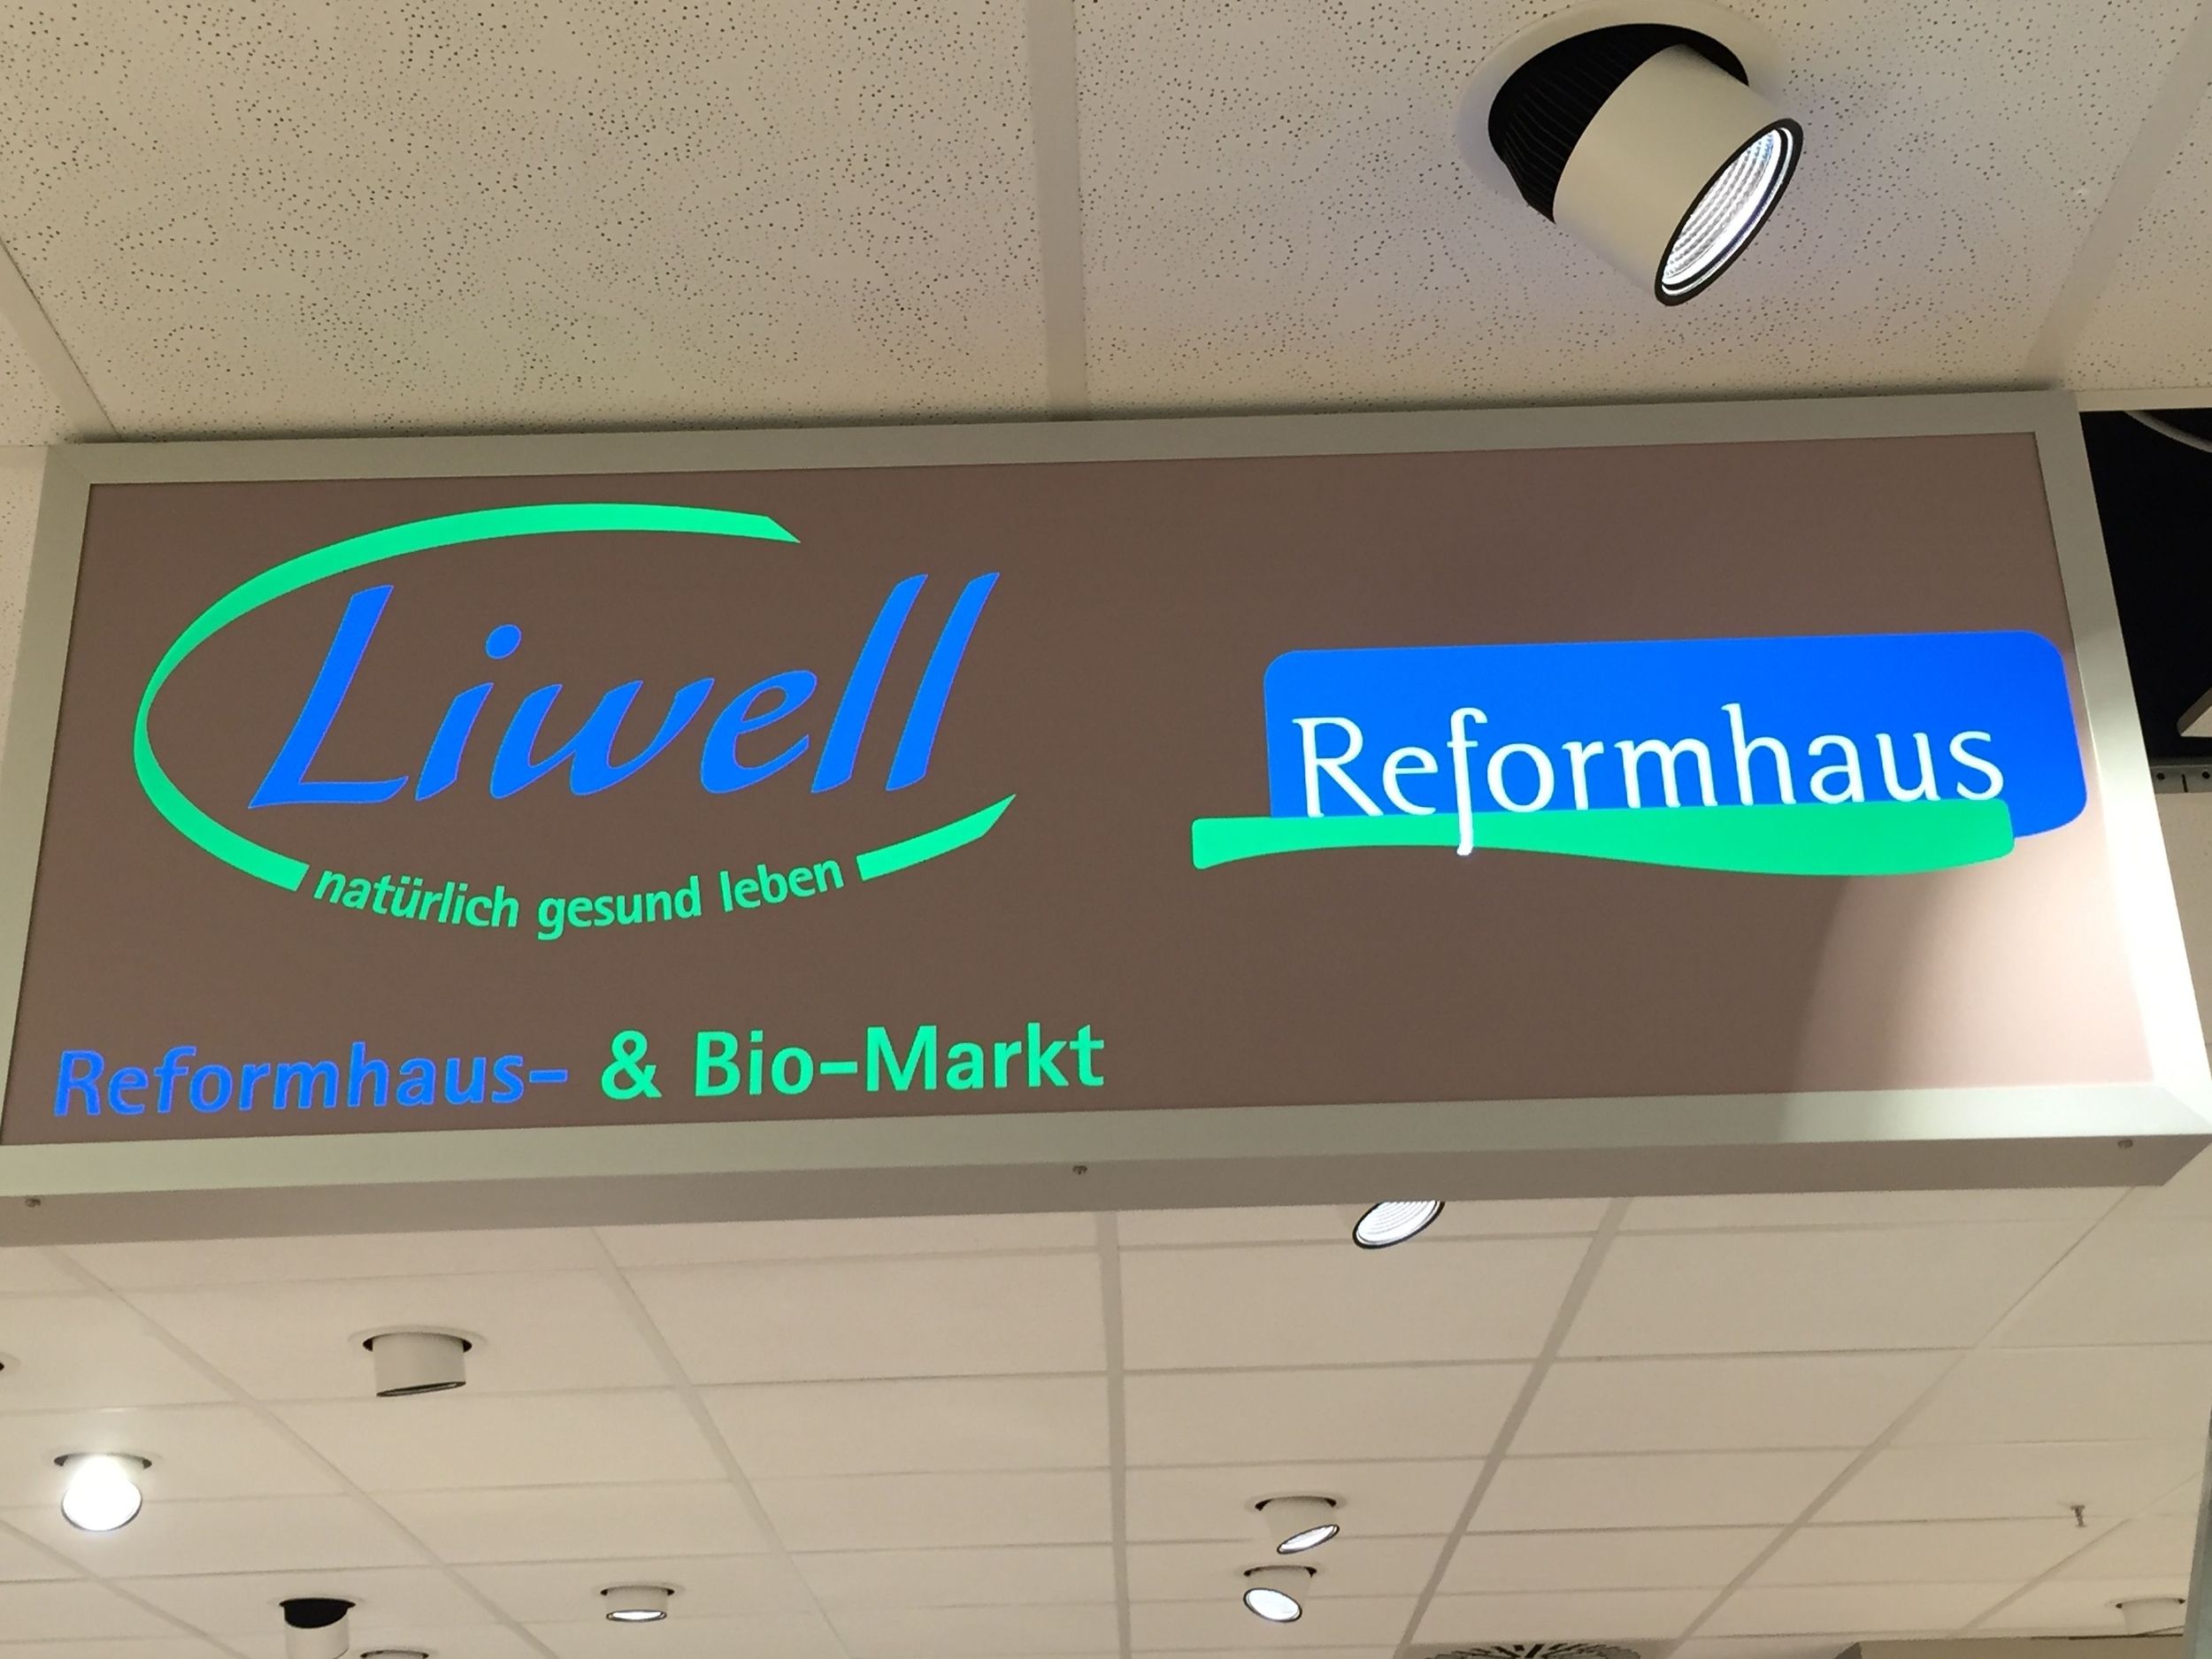 Liwell
natürlich gesund leben
Reformhaus- & Bio-Markt
Reformhaus